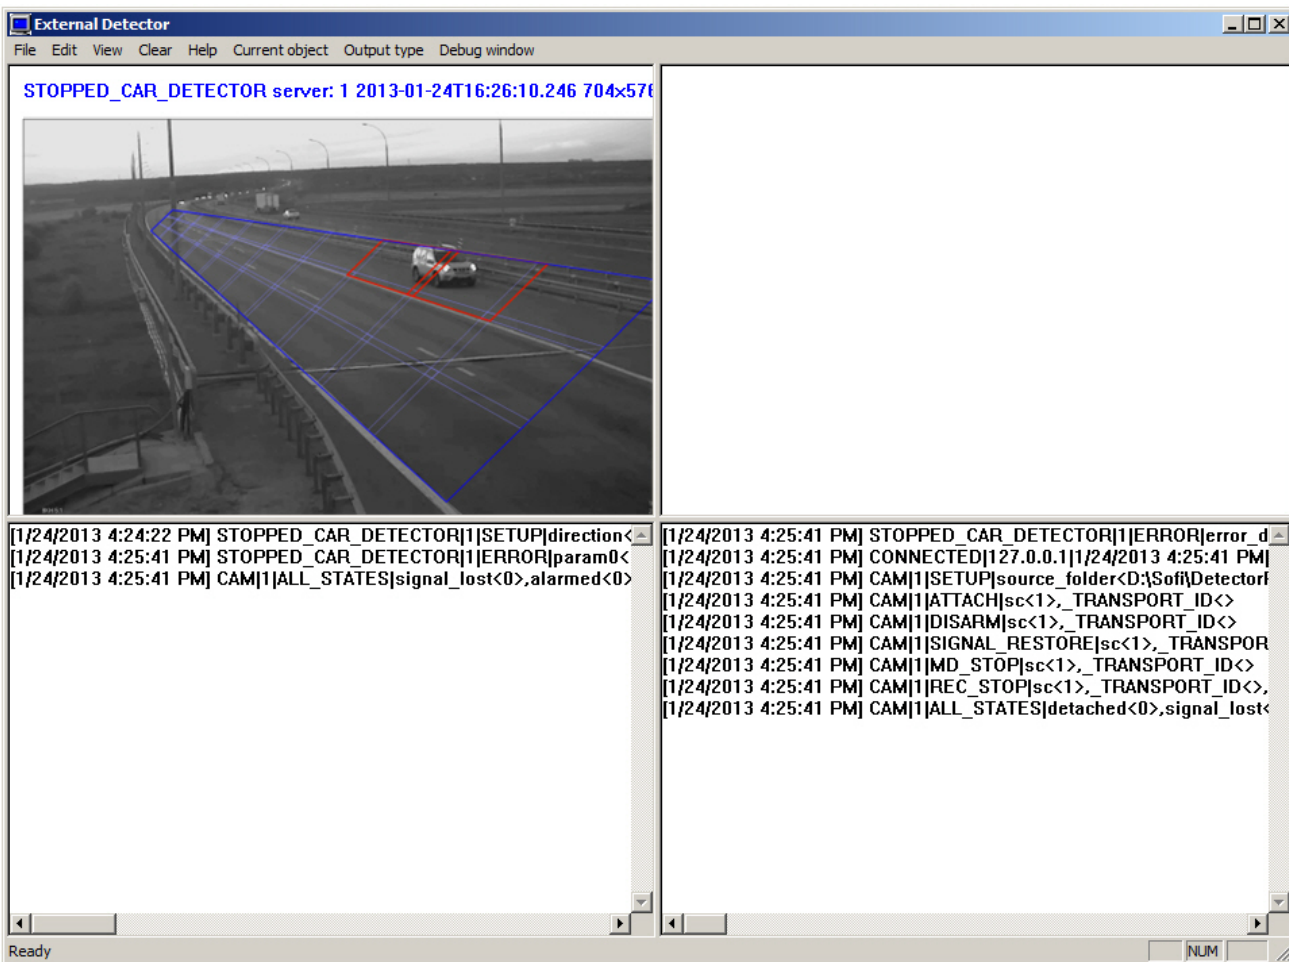 External Detector
File Edit View Clear Help Current object Output type Debug window
STOPPED_CAR_DETECTOR server: 1 2013-01-24T16:26:10.246 704x576
[1/24/2013 4:24:22 PM] STOPPED_CAR_DETECTOR|1|SETUP|direction<
[1/24/2013 4:25:41 PM] STOPPED_CAR_DETECTOR|1|ERROR|param0<
[1/24/2013 4:25:41 PM] CAM|1|ALL_STATES|signal_lost<0>,alarmed<0>
[1/24/2013 4:25:41 PM] STOPPED_CAR_DETECTOR|1|ERROR|error_d
[1/24/2013 4:25:41 PM] CONNECTED|127.0.0.1|1/24/2013 4:25:41 PM|
[1/24/2013 4:25:41 PM] CAM|1|SETUP|source_folder<D:\Sofi\Detector
[1/24/2013 4:25:41 PM] CAM|1|ATTACH|sc<1>,_TRANSPORT_ID<>
[1/24/2013 4:25:41 PM] CAM|1|DISARM|sc<1>,_TRANSPORT_ID<>
[1/24/2013 4:25:41 PM] CAM|1|SIGNAL_RESTORE|sc<1>,_TRANSPOR
[1/24/2013 4:25:41 PM] CAM|1|MD_STOP|sc<1>,_TRANSPORT_ID<>
[1/24/2013 4:25:41 PM] CAM|1|REC_STOP|sc<1>,_TRANSPORT_ID<>,
[1/24/2013 4:25:41 PM] CAM|1|ALL_STATES|detached<0>,signal_lost<
Ready
NUM